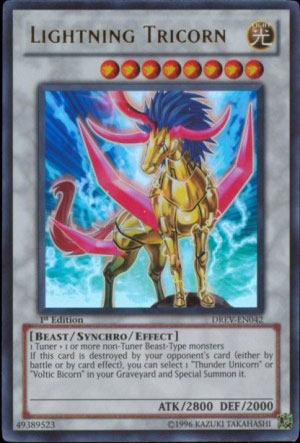 LIGHTNING TRICORN
LIGHT
光
1st Edition
DREV-EN042
[BEAST/SYNCHRO/EFFECT]
1 Tuner + 1 or more non-Tuner Beast-Type monsters
If this card is destroyed by your opponent's card (either by
battle or by card effect), you can select 1 "Thunder Unicorn" or
"Voltic Bicorn" in your Graveyard and Special Summon it.
ATK/2800 DEF/2000
49389523
©1996 KAZUKI TAKAHASHI